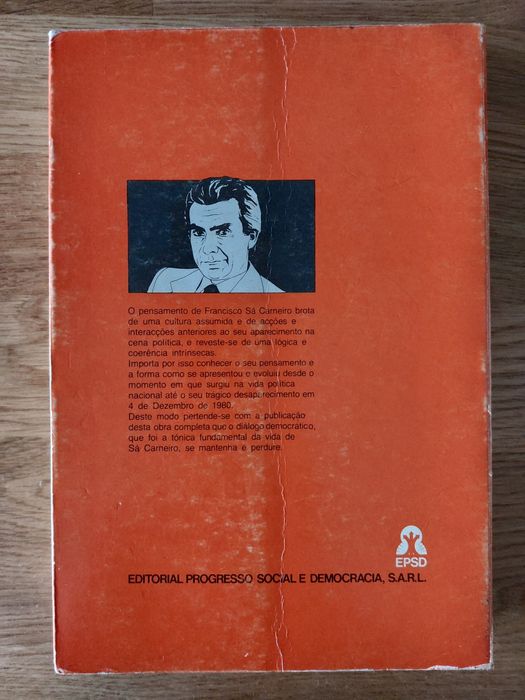 O pensamento de Francisco Sá Carneiro brota
de uma cultura assumida e de acções e
interacções anteriores ao seu aparecimento na
cena política, e reveste-se de uma lógica e
coerência intrínsecas.
Importa por isso conhecer o seu pensamento e
a forma como se apresentou e evoluiu desde o
momento em que surgiu na vida política
nacional até o seu trágico desaparecimento em
4 de Dezembro de 1980.
Deste modo pertende-se com a publicação
desta obra completa que o diálogo democrático,
que foi a tónica fundamental da vida de
Sá Carneiro, se mantenha e perdure.
EPSD
EDITORIAL PROGRESSO SOCIAL E DEMOCRACIA, S.A.R.L.